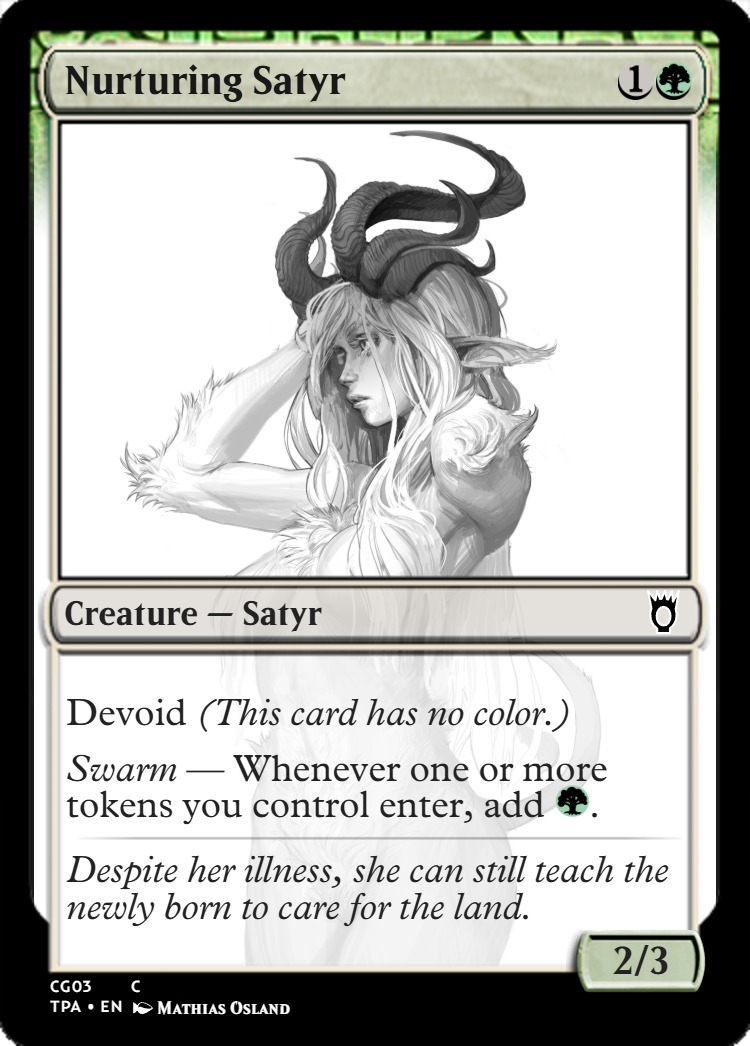 Nurturing Satyr 1
Creature — Satyr
Devoid (This card has no color.)
Swarm — Whenever one or more
tokens you control enter, add .
Despite her illness, she can still teach the
newly born to care for the land.
2/3
CG03 C
TPA • EN Mathias Osland